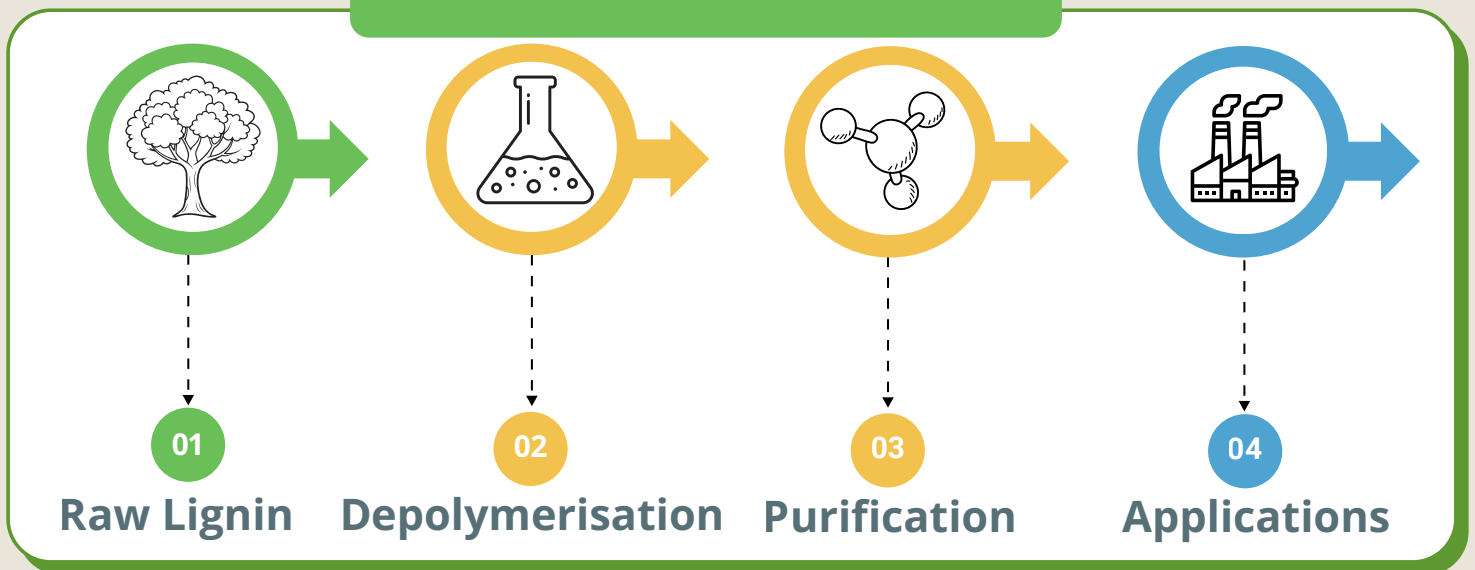 01
02
03
04
Raw Lignin
Depolymerisation
Purification
Applications